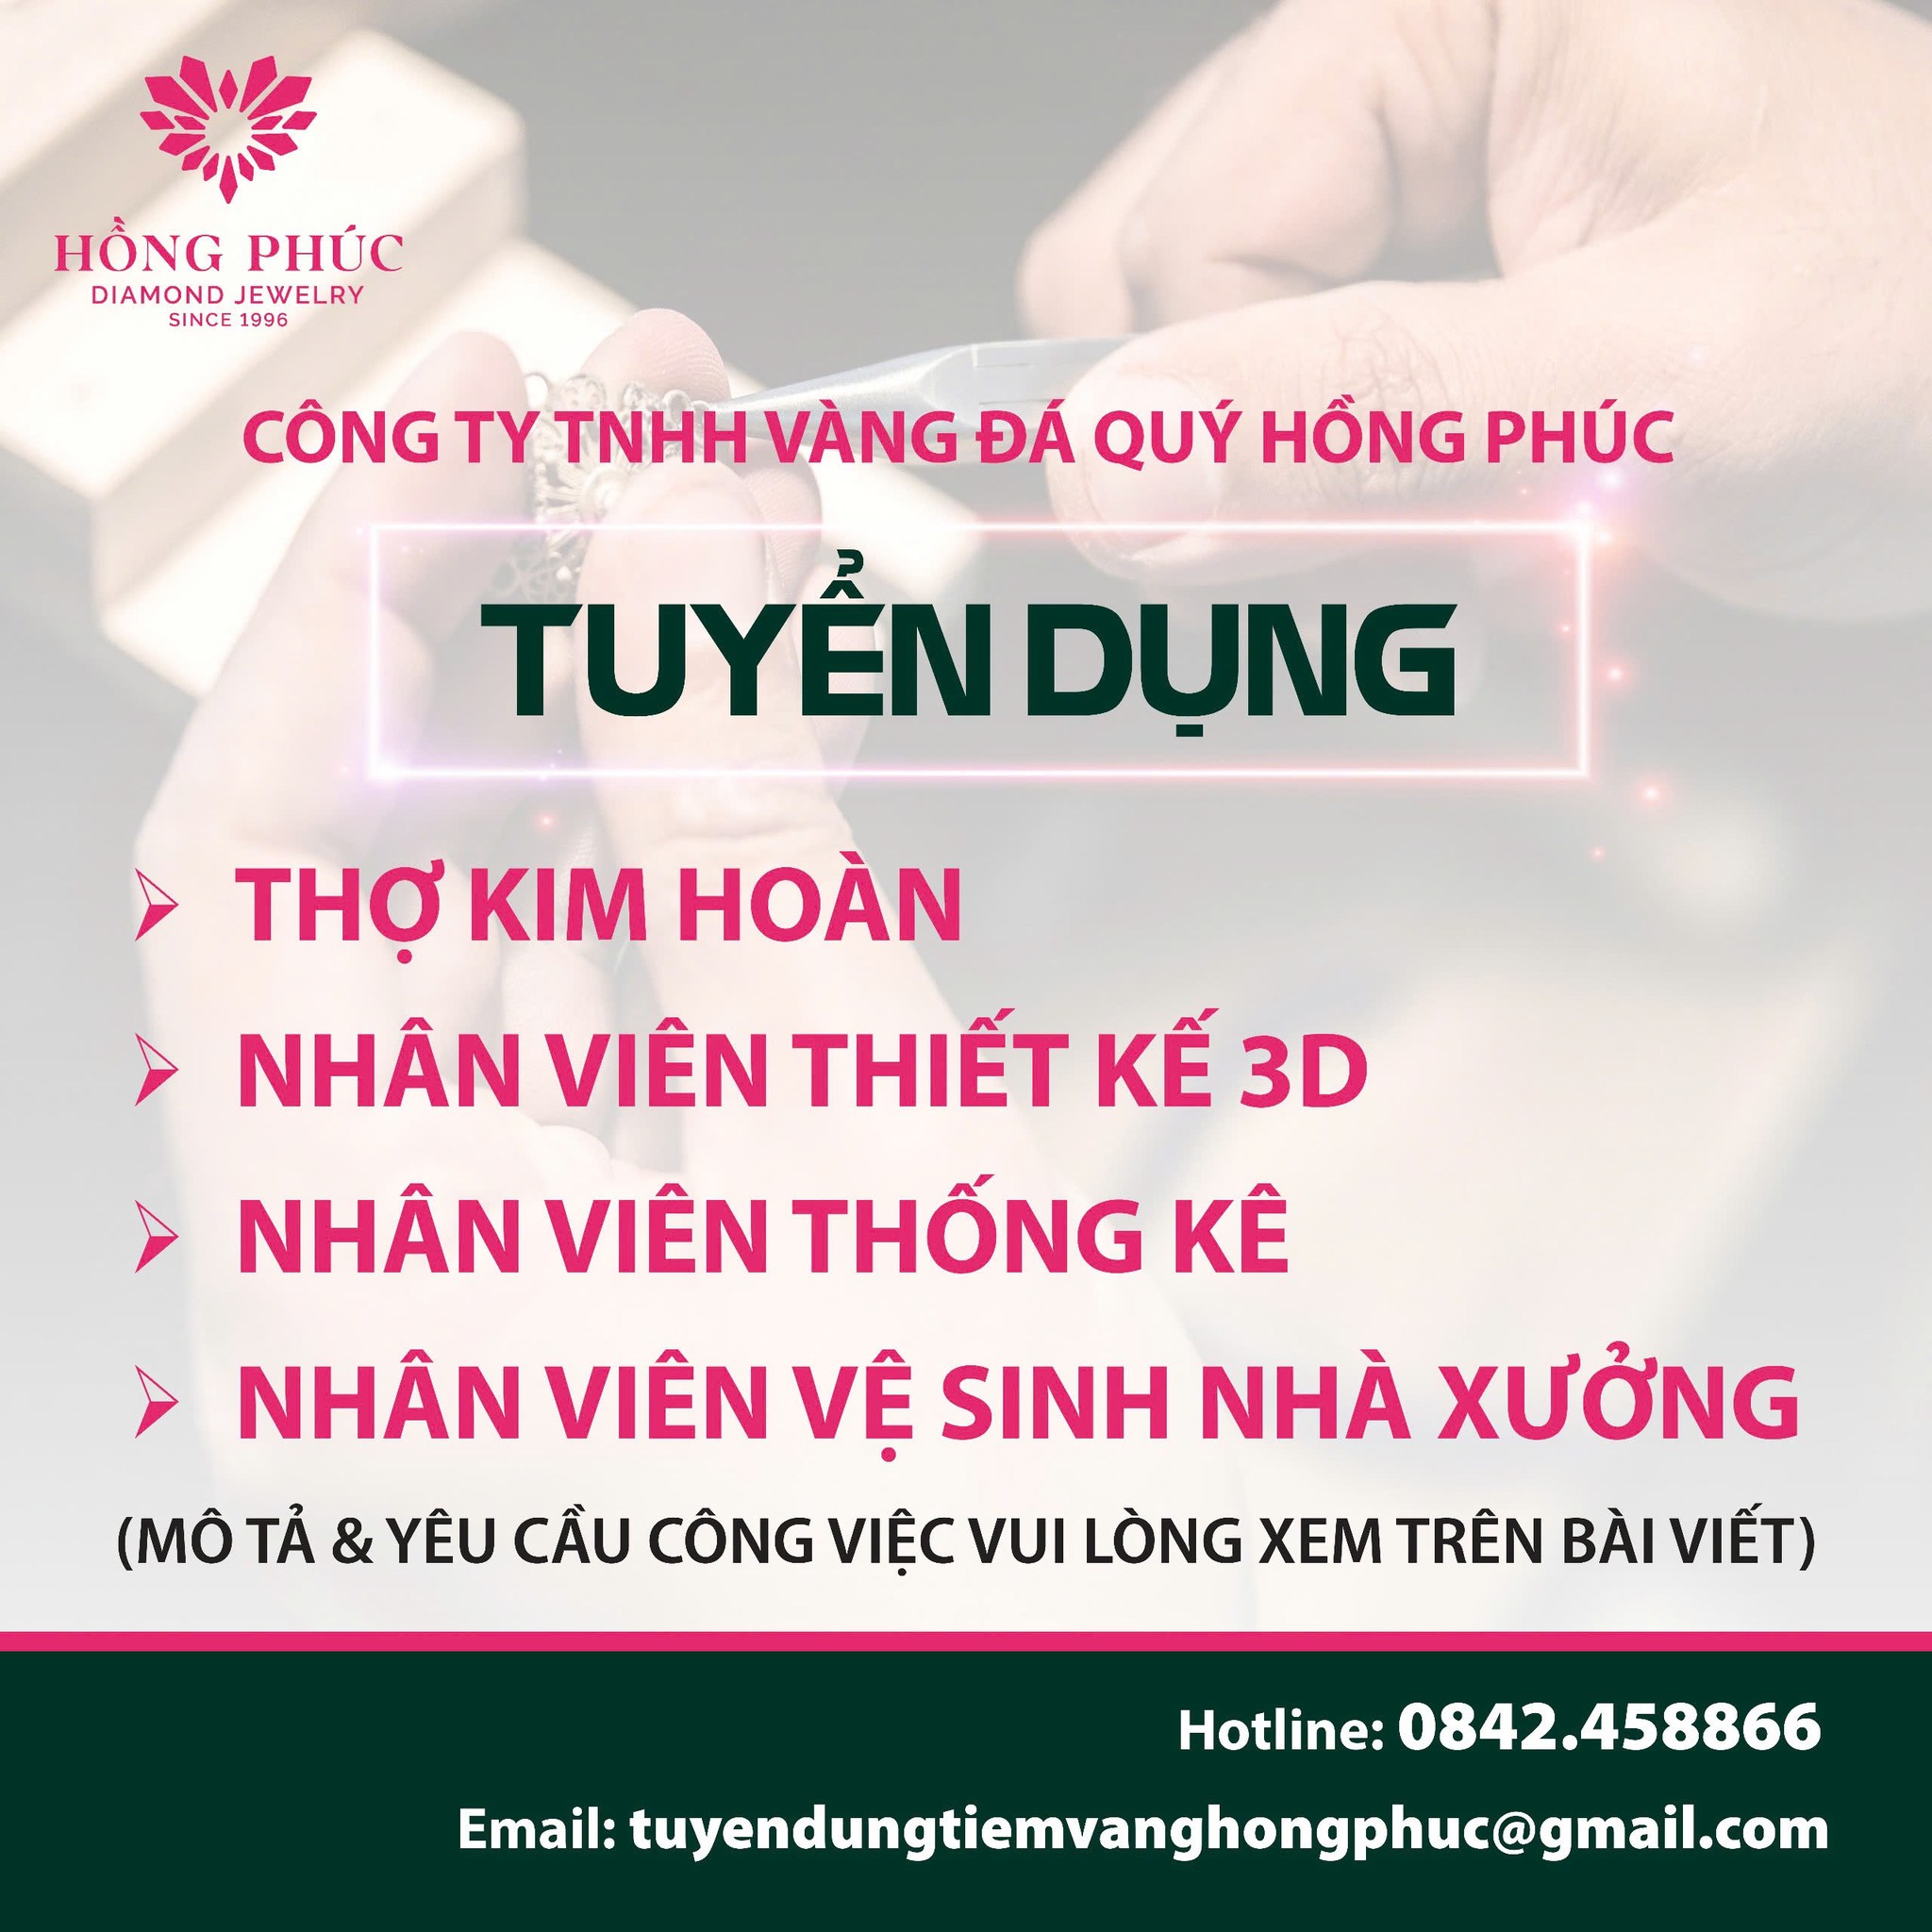 HỒNG PHÚC
DIAMOND JEWELRY
SINCE 1996
CÔNG TY TNHH VÀNG ĐÁ QUÝ HỒNG PHÚC
TUYỂN DỤNG
THỢ KIM HOÀN
NHÂN VIÊN THIẾT KẾ 3D
NHÂN VIÊN THỐNG KÊ
NHÂN VIÊN VỆ SINH NHÀ XƯỞNG
(MÔ TẢ & YÊU CẦU CÔNG VIỆC VUI LÒNG XEM TRÊN BÀI VIẾT)
Hotline: 0842.458866
Email: tuyendungtiemvanghongphuc@gmail.com